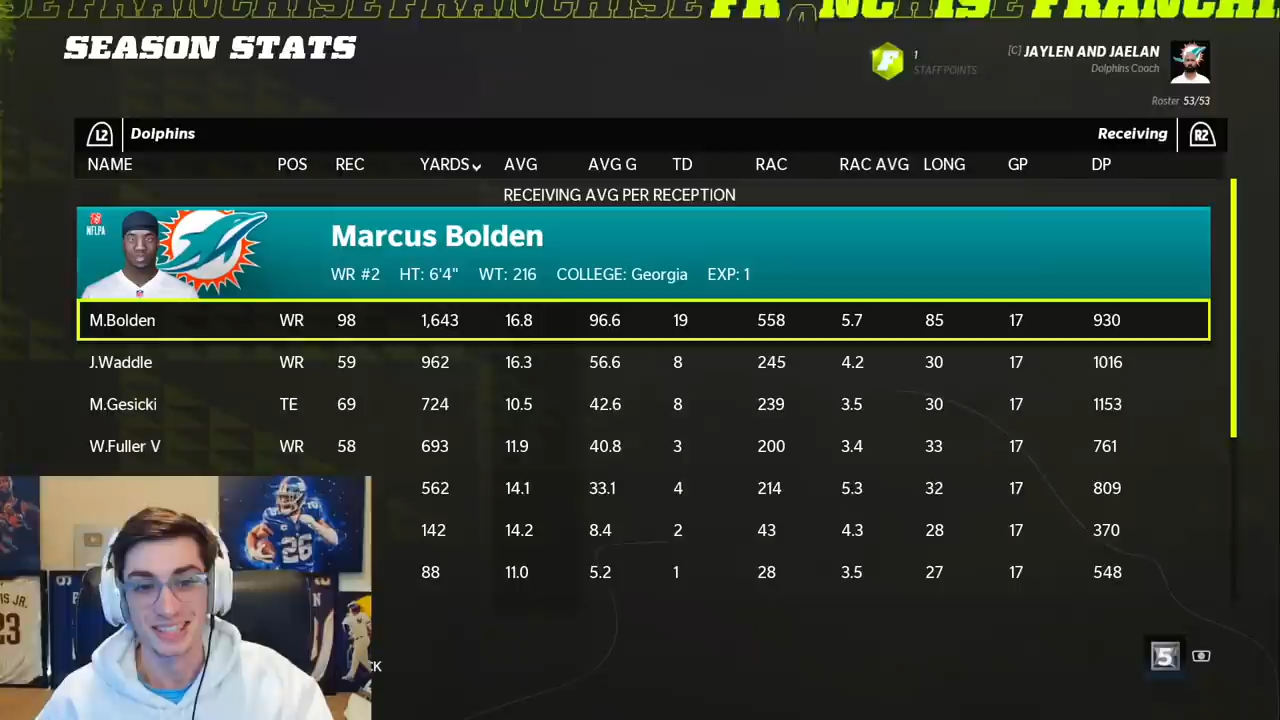 SEASON STATS
1
STAFF POINTS
[C] JAYLEN AND JAELAN
Dolphins Coach
Roster 53/53
L2 Dolphins Receiving R2
NAME POS REC YARDS AVG AVG G TD RAC RAC AVG LONG GP DP
RECEIVING AVG PER RECEPTION
NFLPA
Marcus Bolden
WR #2 HT: 6'4" WT: 216 COLLEGE: Georgia EXP: 1
M.Bolden WR 98 1,643 16.8 96.6 19 558 5.7 85 17 930
J.Waddle WR 59 962 16.3 56.6 8 245 4.2 30 17 1016
M.Gesicki TE 69 724 10.5 42.6 8 239 3.5 30 17 1153
W.Fuller V WR 58 693 11.9 40.8 3 200 3.4 33 17 761
562 14.1 33.1 4 214 5.3 32 17 809
142 14.2 8.4 2 43 4.3 28 17 370
88 11.0 5.2 1 28 3.5 27 17 548
26
IS JR.
23
CK
5